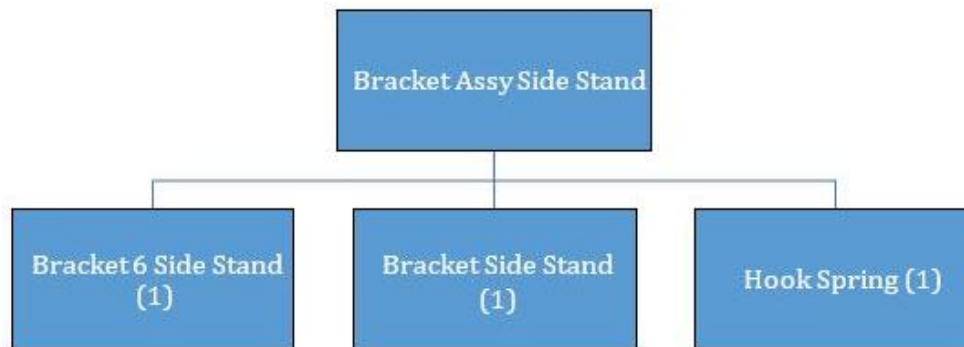 Bracket Assy Side Stand
Bracket 6 Side Stand
(1)
Bracket Side Stand
(1)
Hook Spring (1)